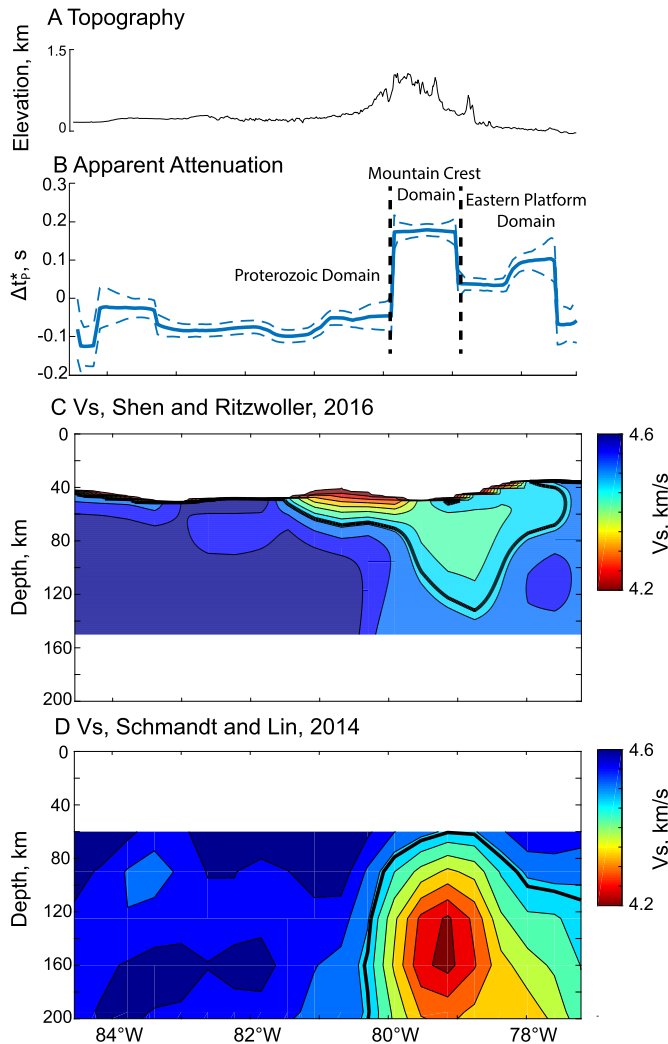 A Topography
1.5
0
Elevation, km
B Apparent Attenuation
0.3
0.2
0.1
0
-0.1
-0.2
Δt*p, s
Mountain Crest
Domain
Eastern Platform
Domain
Proterozoic Domain
C Vs, Shen and Ritzwoller, 2016
0
40
80
120
160
200
Depth, km
4.6
4.2
Vs. km/s
D Vs, Schmandt and Lin, 2014
0
40
80
120
160
200
Depth, km
4.6
4.2
Vs. km/s
84°W
82°W
80°W
78°W